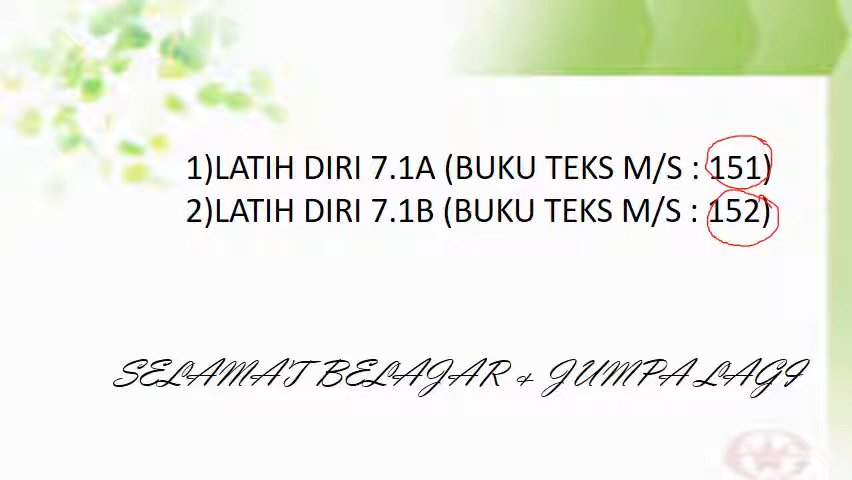 1)LATIH DIRI 7.1A (BUKU TEKS M/S : 151)
2)LATIH DIRI 7.1B (BUKU TEKS M/S : 152)
SELAMAT BELAJAR & JUMPA LAGI